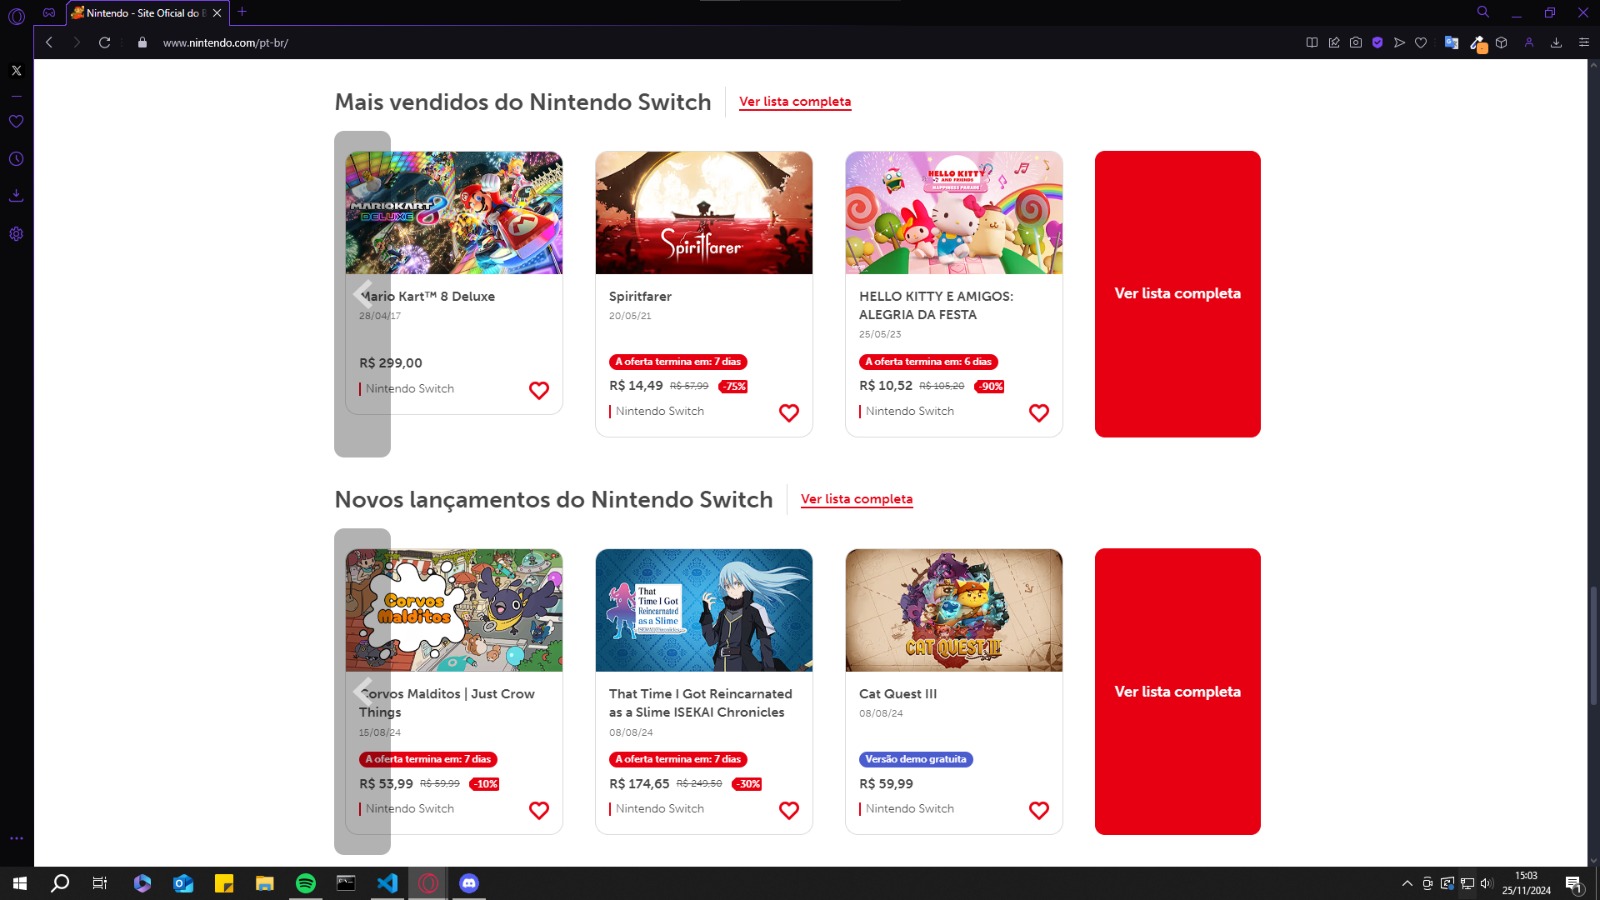 Nintendo - Site Oficial do B
www.nintendo.com/pt-br/
Mais vendidos do Nintendo Switch
Ver lista completa
MARIOKART 8
DELUXE
Mario Kart™ 8 Deluxe
28/04/17
R$ 299,00
Nintendo Switch
Spiritfarer
Spiritfarer
20/05/21
A oferta termina em: 7 dias
R$ 14,49 R$ 57,99 -75%
Nintendo Switch
HELLO KITTY
AND FRIENDS
HAPPINESS PARADE
HELLO KITTY E AMIGOS:
ALEGRIA DA FESTA
25/05/23
A oferta termina em: 6 dias
R$ 10,52 R$ 105,20 -90%
Nintendo Switch
Ver lista completa
Novos lançamentos do Nintendo Switch
Ver lista completa
Corvos
Malditos
Corvos Malditos | Just Crow
Things
15/08/24
A oferta termina em: 7 dias
R$ 53,99 R$ 59,99 -10%
Nintendo Switch
That
Time I Got
Reincarnated
as a Slime
ISEKAI Chronicles
That Time I Got Reincarnated
as a Slime ISEKAI Chronicles
08/08/24
A oferta termina em: 7 dias
R$ 174,65 R$ 249,50 -30%
Nintendo Switch
CAT QUEST III
Cat Quest III
08/08/24
Versão demo gratuita
R$ 59,99
Nintendo Switch
Ver lista completa
15:03
25/11/2024
1